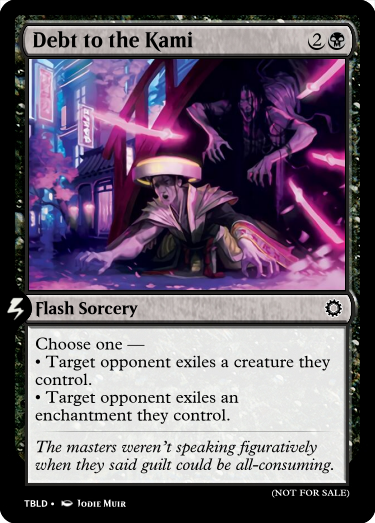 Debt to the Kami 2
Flash Sorcery
Choose one —
• Target opponent exiles a creature they
control.
• Target opponent exiles an
enchantment they control.
The masters weren't speaking figuratively
when they said guilt could be all-consuming.
(NOT FOR SALE)
TBLD • Jodie Muir